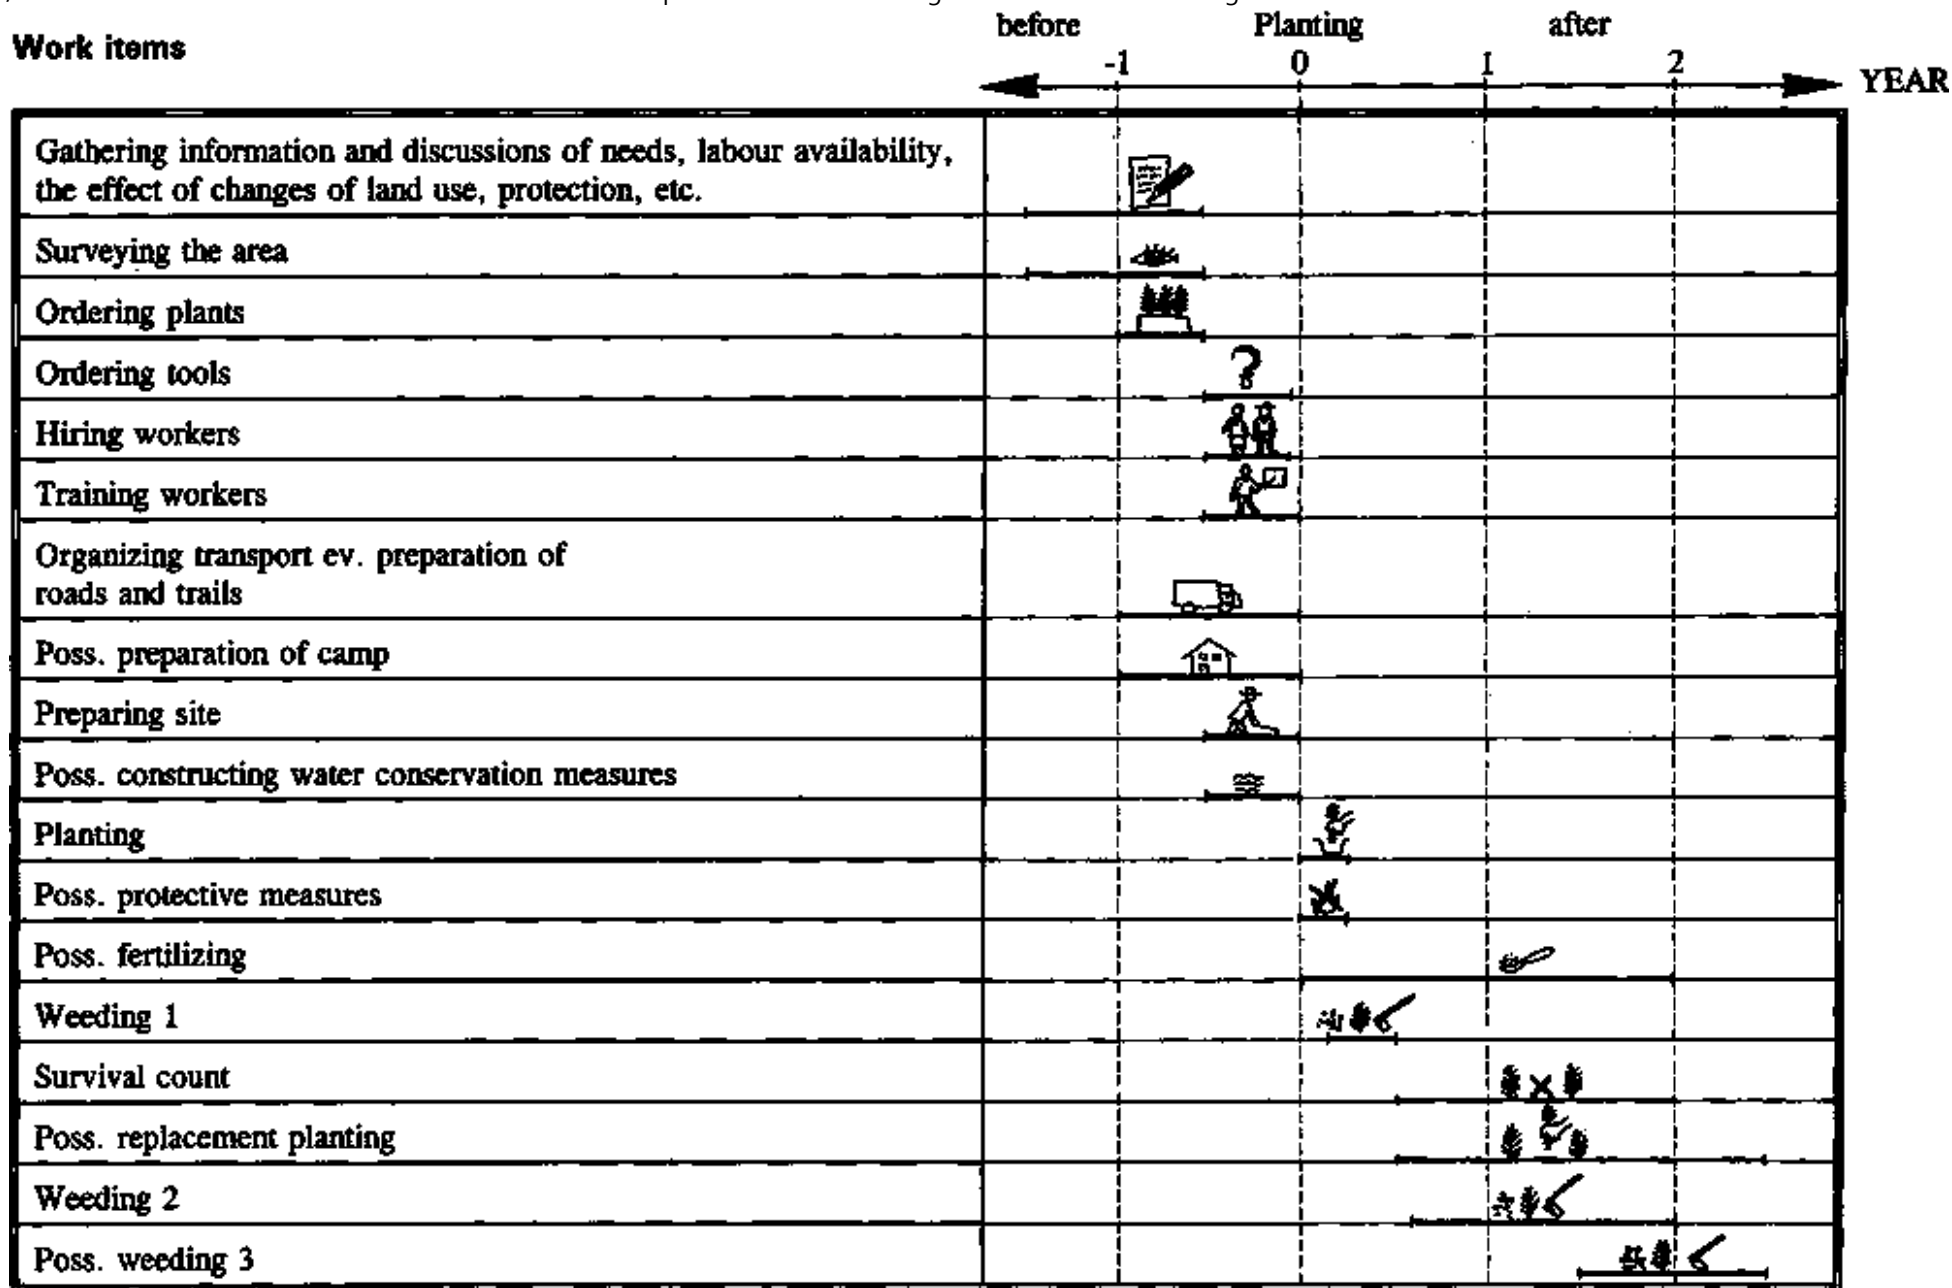 before Planting after
Work items
-1 0 1 2
YEAR
Gathering information and discussions of needs, labour availability,
the effect of changes of land use, protection, etc.
Surveying the area
Ordering plants
Ordering tools
?
Hiring workers
Training workers
Organizing transport ev. preparation of
roads and trails
Poss. preparation of camp
Preparing site
Poss. constructing water conservation measures
Planting
Poss. protective measures
Poss. fertilizing
Weeding 1
Survival count
Poss. replacement planting
Weeding 2
Poss. weeding 3